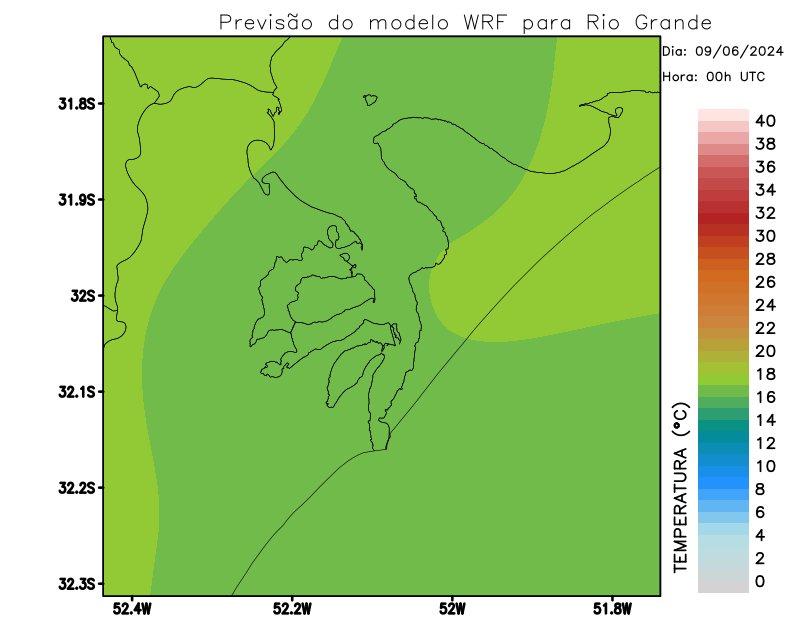 Previsão do modelo WRF para Rio Grande
Dia: 09/06/2024
Hora: 00h UTC
31.8S
31.9S
32S
32.1S
32.2S
32.3S
52.4W
52.2W
52W
51.8W
TEMPERATURA (°C)
40
38
36
34
32
30
28
26
24
22
20
18
16
14
12
10
8
6
4
2
0